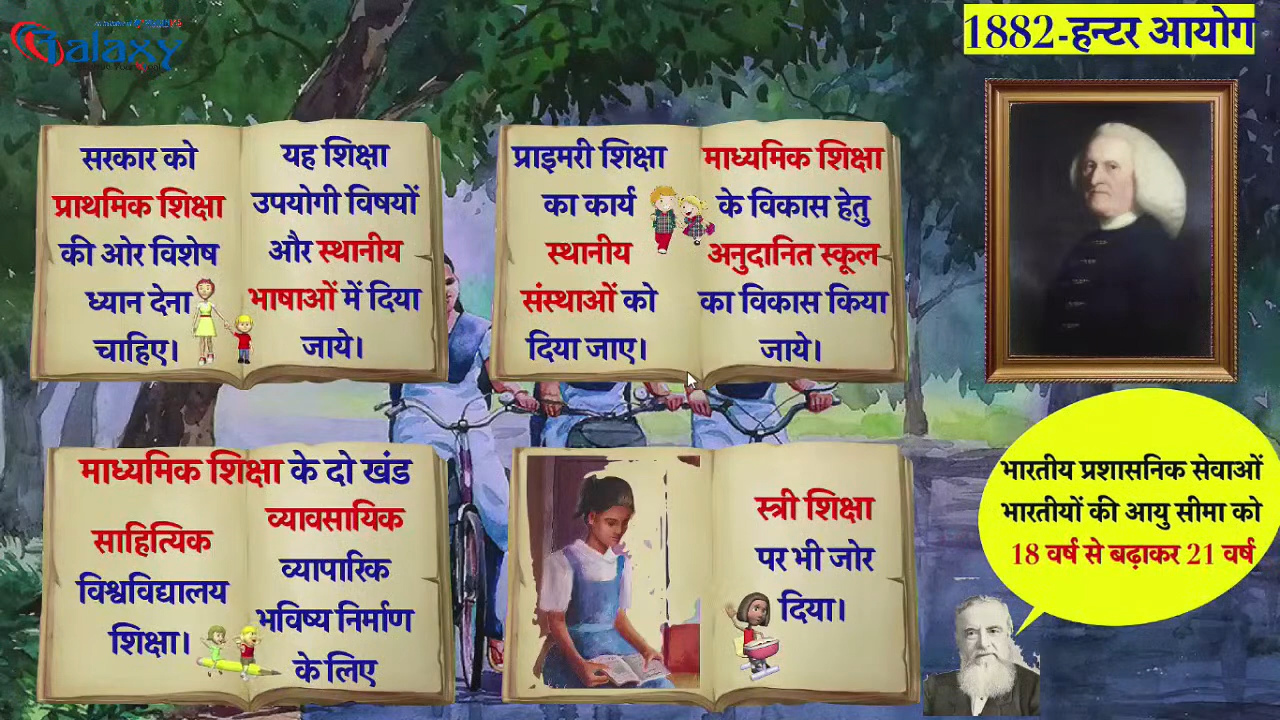 Galaxy
1882-हन्टर आयोग
सरकार को
प्राथमिक शिक्षा
की ओर विशेष
ध्यान देना
चाहिए।
यह शिक्षा
उपयोगी विषयों
और स्थानीय
भाषाओं में दिया
जाये।
प्राइमरी शिक्षा
का कार्य
स्थानीय
संस्थाओं को
दिया जाए।
माध्यमिक शिक्षा
के विकास हेतु
अनुदानित स्कूल
का विकास किया
जाये।
माध्यमिक शिक्षा के दो खंड
साहित्यिक
विश्वविद्यालय
शिक्षा।
व्यावसायिक
व्यापारिक
भविष्य निर्माण
के लिए
स्त्री शिक्षा
पर भी जोर
दिया।
भारतीय प्रशासनिक सेवाओं
भारतीयों की आयु सीमा को
18 वर्ष से बढ़ाकर 21 वर्ष